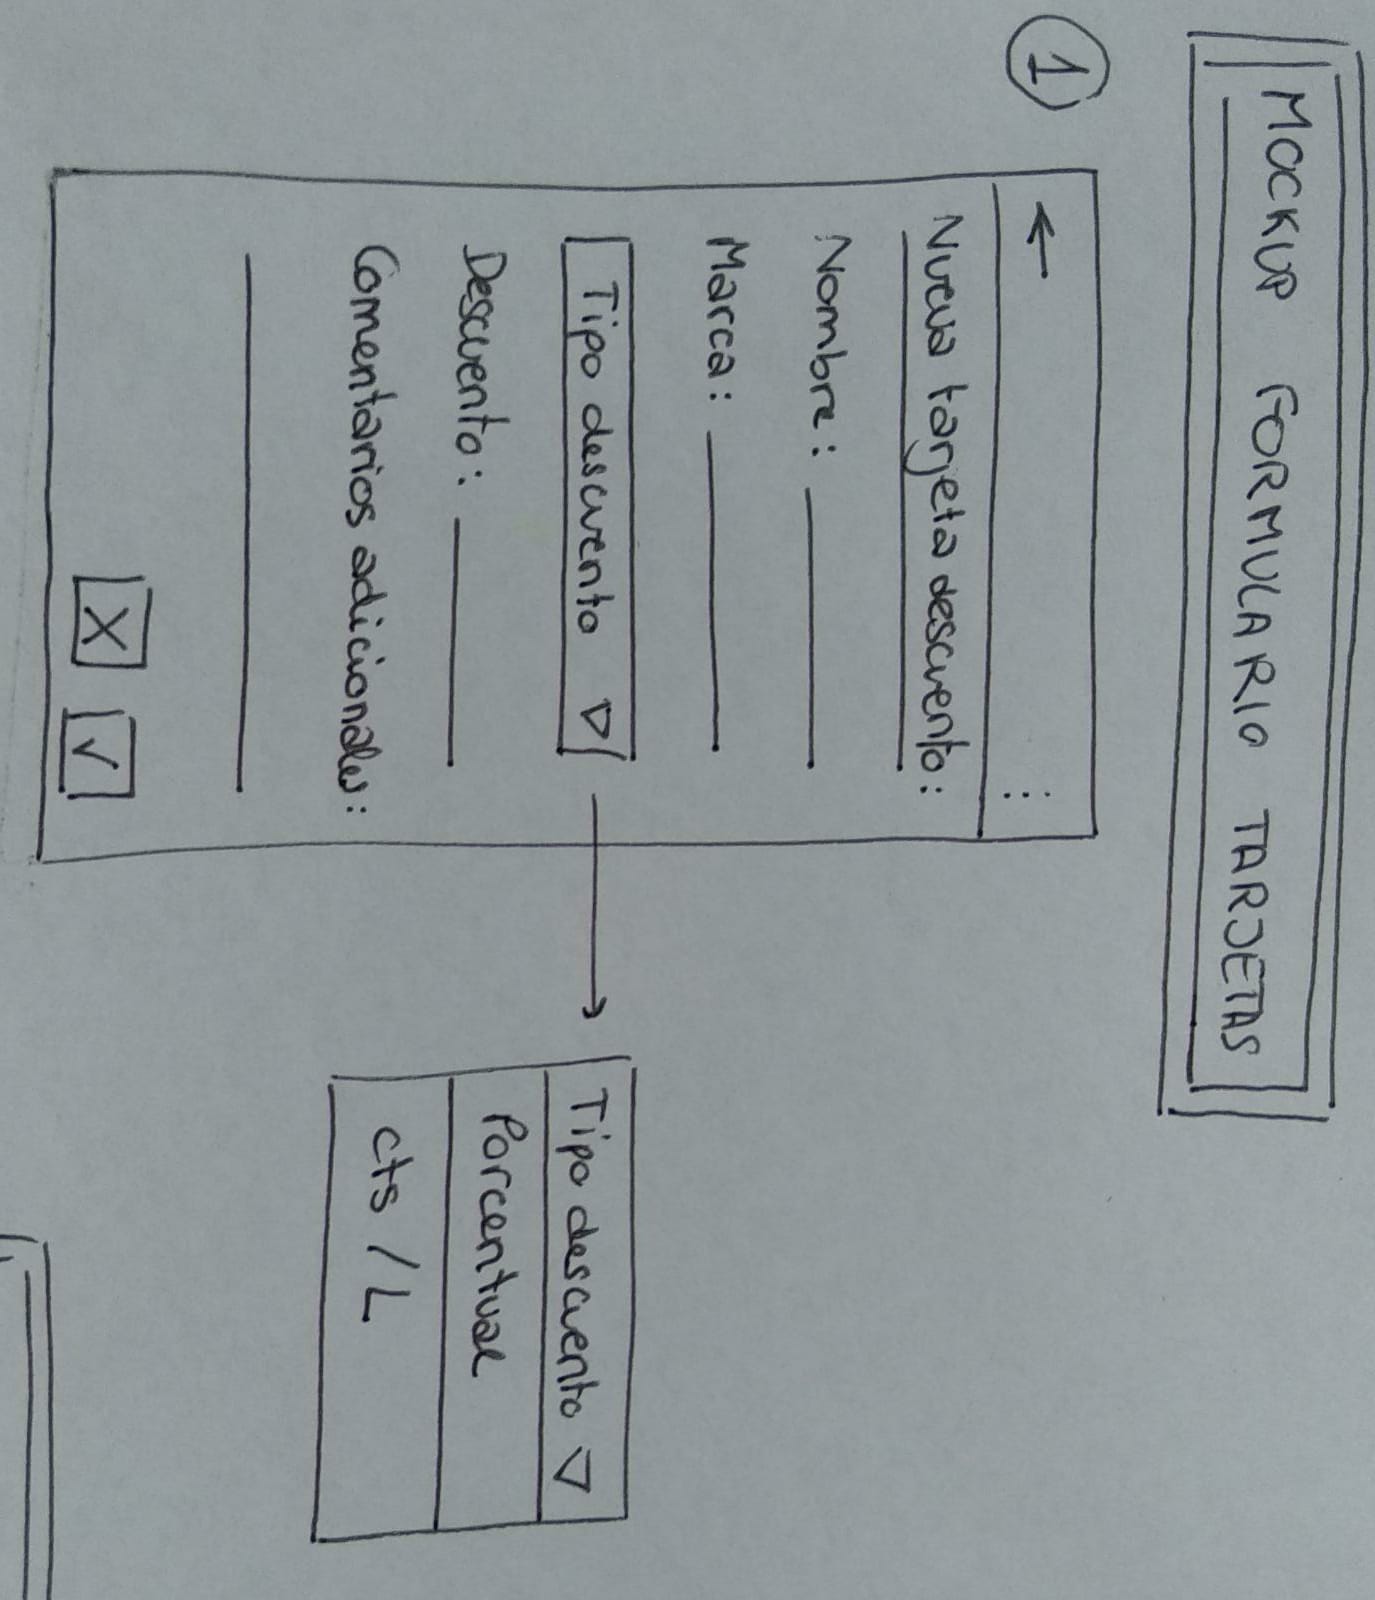 MOCKUP FORMULARIO TARJETAS
1
Nueva tarjeta descuento:
Nombre:
Marca:
Tipo descuento
Descuento:
Comentarios adicionales:
X ✓
Tipo descuento
Porcentual
cts / L